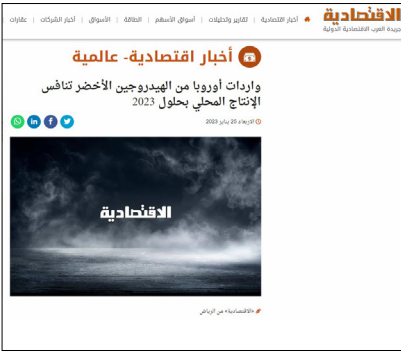 الاقتصادية
جريدة العرب الاقتصادية الدولية
أخبار اقتصادية | تقارير وتحليلات | أسواق الأسهم | الطاقة | الأسواق | أخبار الشركات | عقارات
أخبار اقتصادية- عالمية
واردات أوروبا من الهيدروجين الأخضر تنافس
الإنتاج المحلي بحلول 2023
الاربعاء 25 يناير 2023
الاقتصادية
«الاقتصادية» من الرياض